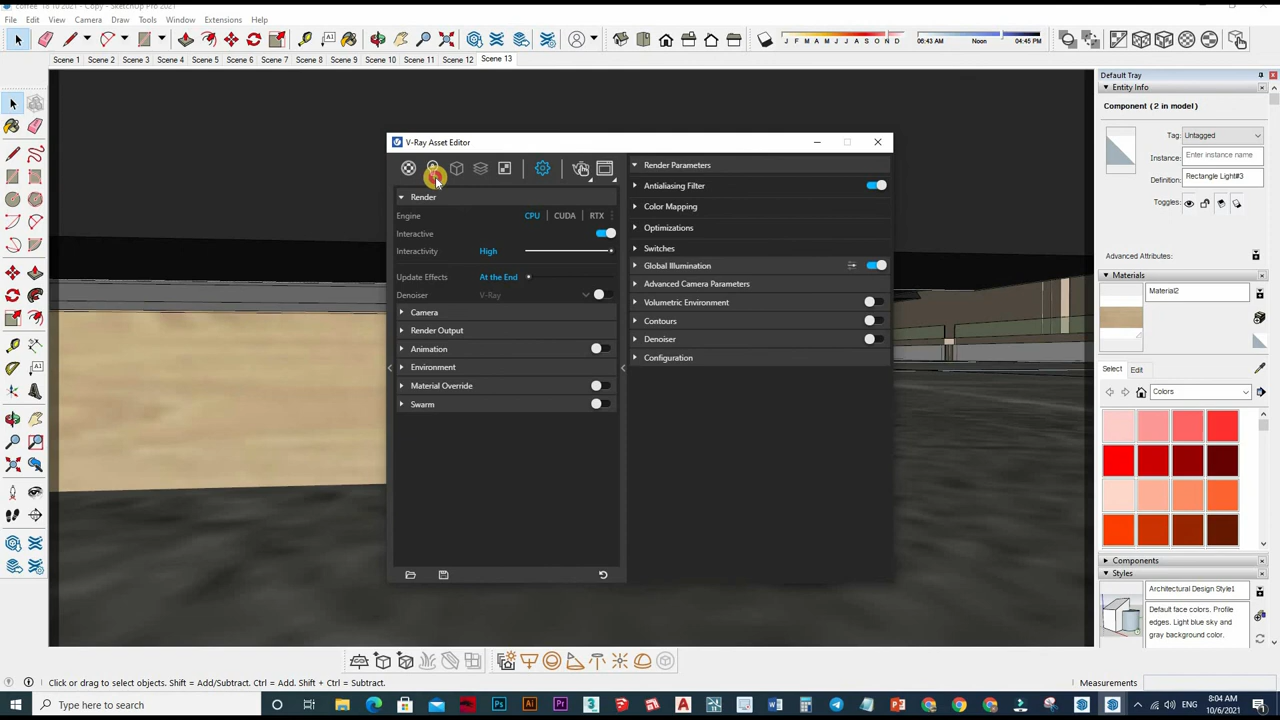 coffee 18 10 2021 - Copy - SketchUp Pro 2021
File Edit View Camera Draw Tools Window Extensions Help
J F M A M J J A S O N D 06:43 AM Noon 04:45 PM
Scene 1 Scene 2 Scene 3 Scene 4 Scene 5 Scene 6 Scene 7 Scene 8 Scene 9 Scene 10 Scene 11 Scene 12 Scene 13
Default Tray
Entity Info
Component (2 in model)
Tag: Untagged
Instance: Enter instance name
Definition: Rectangle Light#3
Toggles:
Advanced Attributes:
Materials
Material2
Select Edit
Colors
Components
Styles
Architectural Design Style1
Default face colors. Profile
edges. Light blue sky and
gray background color.
V-Ray Asset Editor
Render
Engine CPU | CUDA | RTX
Interactive
Interactivity High
Update Effects At the End
Denoiser V-Ray
Camera
Render Output
Animation
Environment
Material Override
Swarm
Render Parameters
Antialiasing Filter
Color Mapping
Optimizations
Switches
Global Illumination
Advanced Camera Parameters
Volumetric Environment
Contours
Denoiser
Configuration
Click or drag to select objects. Shift = Add/Subtract. Ctrl = Add. Shift + Ctrl = Subtract.
Measurements
Type here to search
8:04 AM
10/6/2021